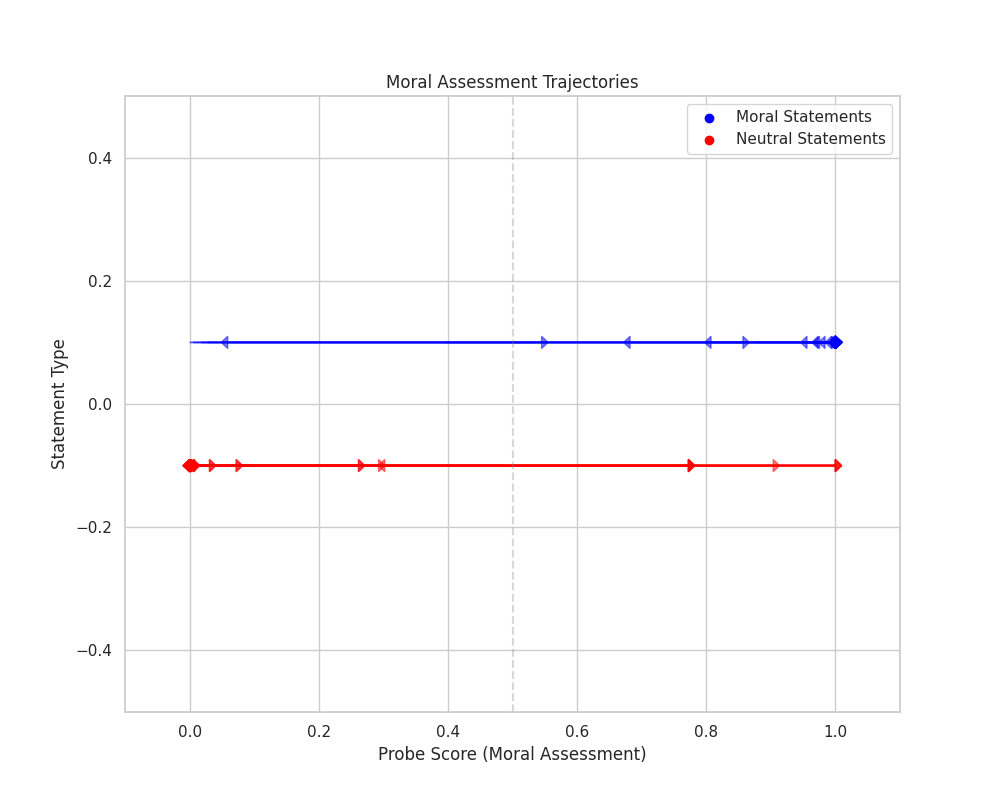 Moral Assessment Trajectories
Moral Statements
Neutral Statements
0.4
0.2
0.0
−0.2
−0.4
Statement Type
0.0 0.2 0.4 0.6 0.8 1.0
Probe Score (Moral Assessment)